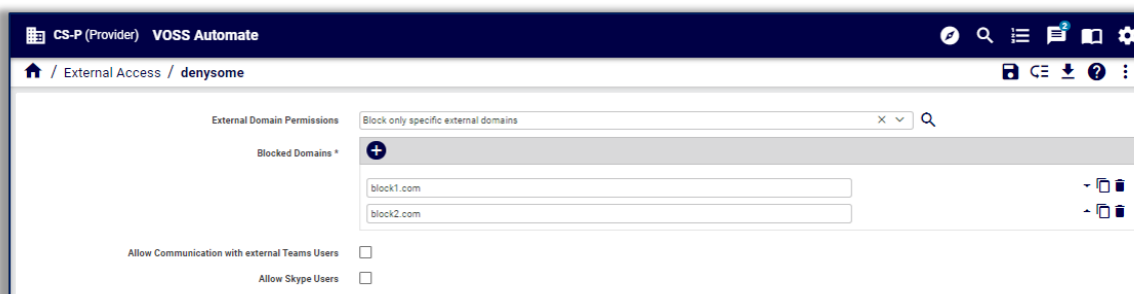 CS-P (Provider) VOSS Automate
2
/ External Access / denysome
External Domain Permissions Block only specific external domains
Blocked Domains *
block1.com
block2.com
Allow Communication with external Teams Users
Allow Skype Users